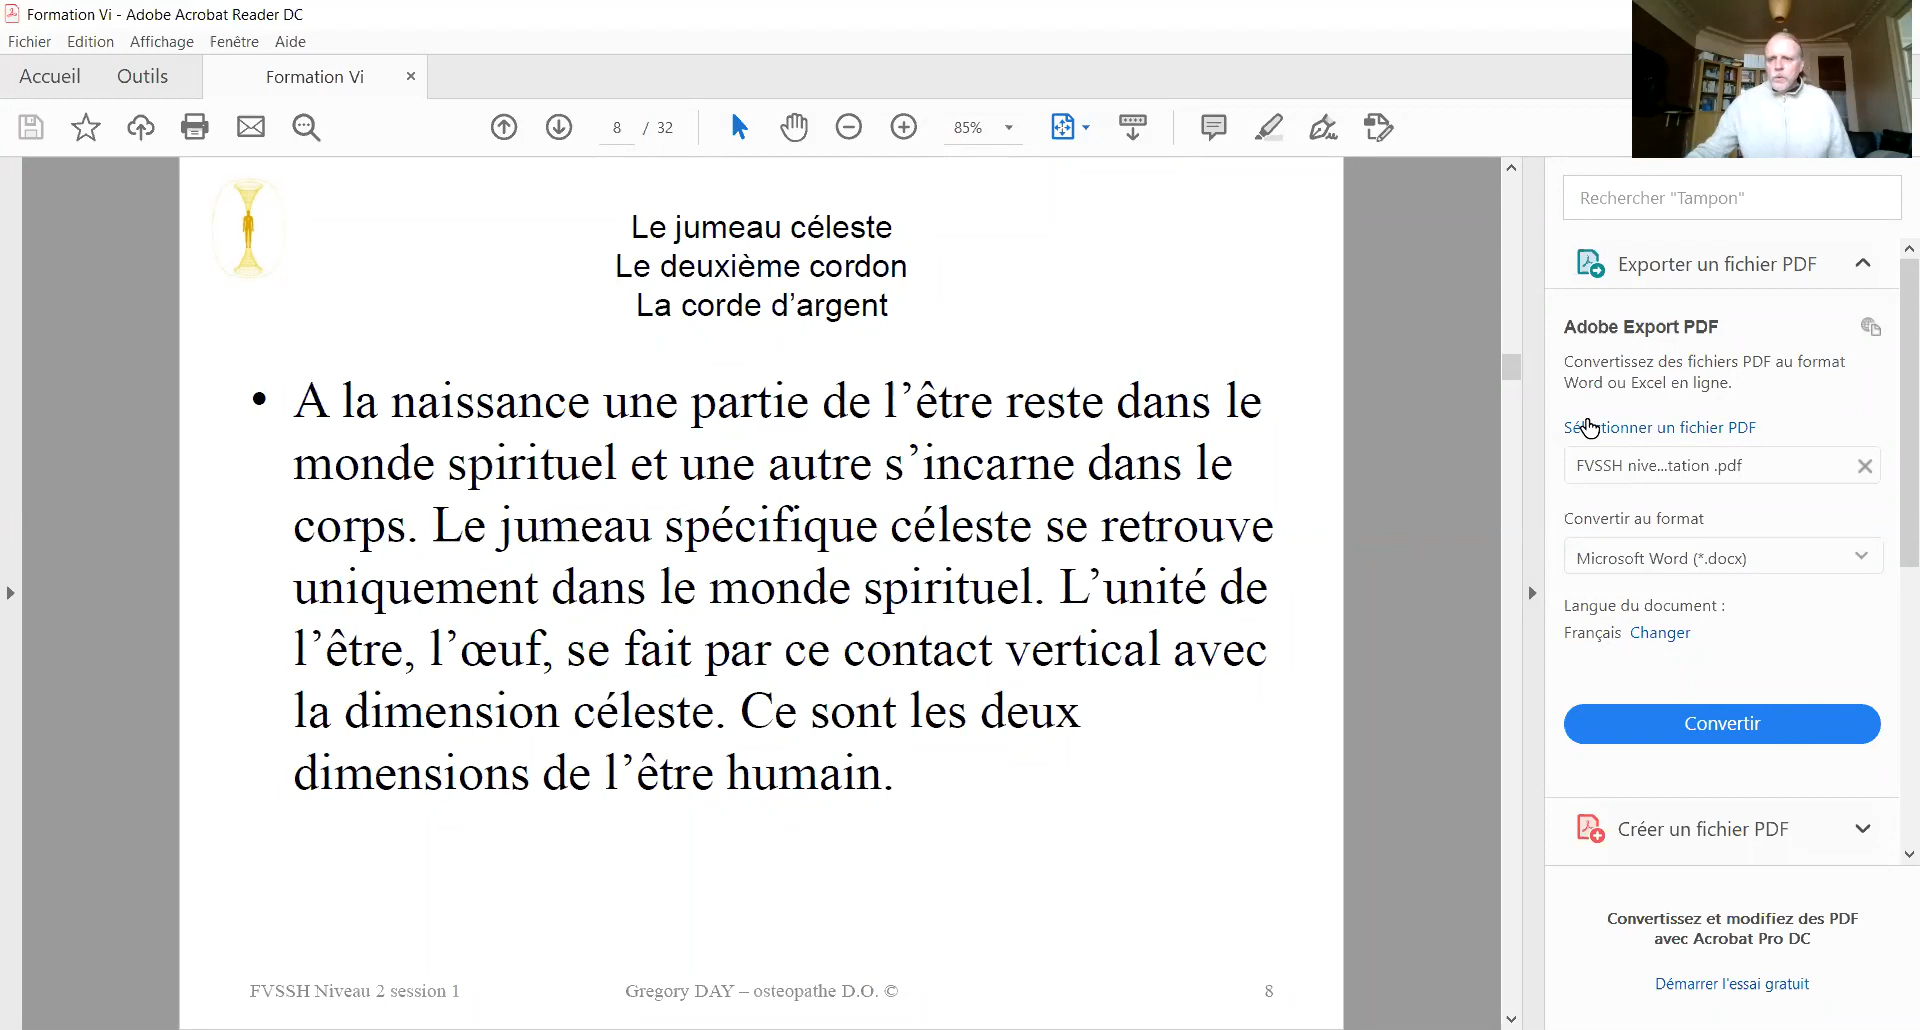 Formation Vi - Adobe Acrobat Reader DC
Fichier Edition Affichage Fenêtre Aide
Accueil Outils Formation Vi
8 / 32 85%
Rechercher "Tampon"
Le jumeau céleste
Le deuxième cordon
La corde d’argent
• A la naissance une partie de l’être reste dans le
monde spirituel et une autre s’incarne dans le
corps. Le jumeau spécifique céleste se retrouve
uniquement dans le monde spirituel. L’unité de
l’être, l’œuf, se fait par ce contact vertical avec
la dimension céleste. Ce sont les deux
dimensions de l’être humain.
FVSSH Niveau 2 session 1 Gregory DAY – osteopathe D.O. © 8
Exporter un fichier PDF
Adobe Export PDF
Convertissez des fichiers PDF au format
Word ou Excel en ligne.
Sélectionner un fichier PDF
FVSSH nive...tation .pdf
Convertir au format
Microsoft Word (*.docx)
Langue du document :
Français Changer
Convertir
Créer un fichier PDF
Convertissez et modifiez des PDF
avec Acrobat Pro DC
Démarrer l'essai gratuit